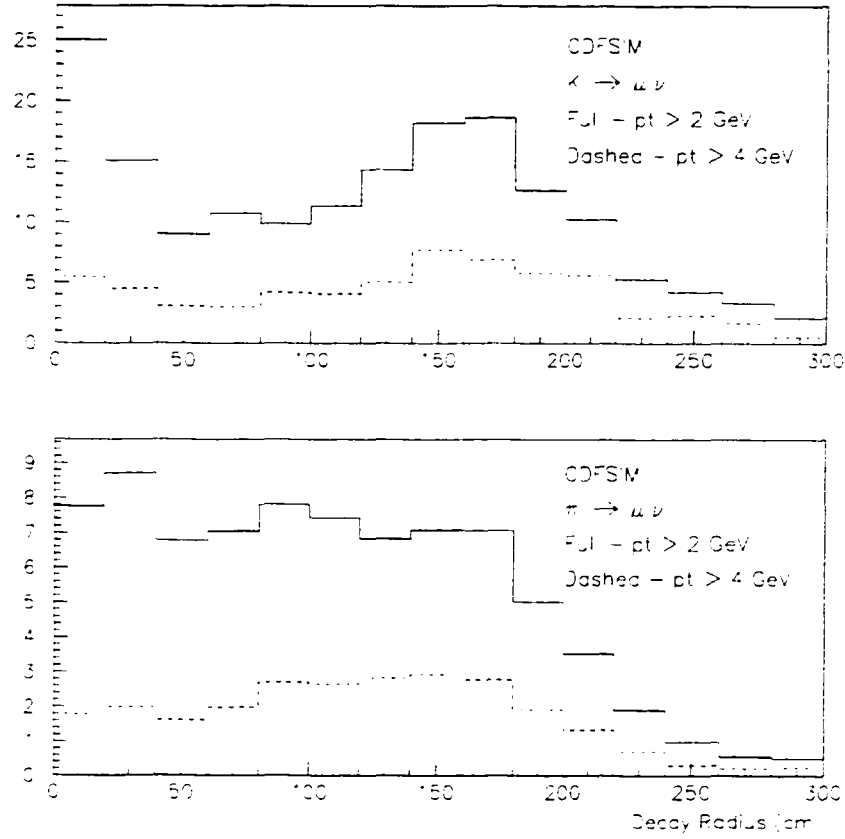 25
20
15
10
5
0
CDFSIM
K → μ ν
Full – pt > 2 GeV
Dashed – pt > 4 GeV
0 50 100 150 200 250 300
9
8
7
6
5
4
3
2
1
0
CDFSIM
π → μ ν
Full – pt > 2 GeV
Dashed – pt > 4 GeV
0 50 100 150 200 250 300
Decay Radius (cm